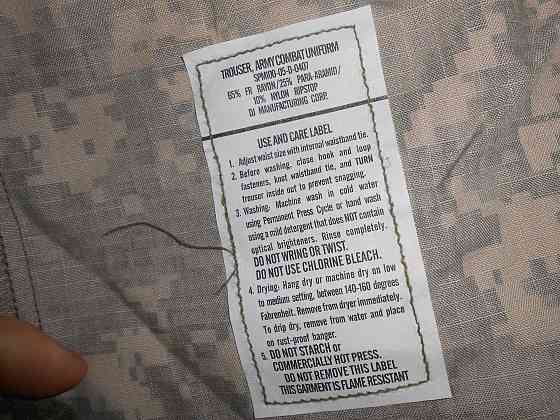 TROUSER, ARMY COMBAT UNIFORM
SPM100-05-D-0407
65% FR RAYON/25% PARA-ARAMID/
10% NYLON RIPSTOP
DJ MANUFACTURING CORP.
USE AND CARE LABEL
1. Adjust waist size with internal waistband tie.
2. Before washing, close hook and loop
fasteners, knot waistband tie, and TURN
trouser inside out to prevent snagging.
3. Washing: Machine wash in cold water
using Permanent Press Cycle or hand wash
using a mild detergent that does NOT contain
optical brighteners. Rinse completely.
DO NOT WRING OR TWIST.
DO NOT USE CHLORINE BLEACH.
4. Drying: Hang dry or machine dry on low
to medium setting, between 140-160 degrees
Fahrenheit. Remove from dryer immediately.
To drip dry, remove from water and place
on rust-proof hanger.
5. DO NOT STARCH or
COMMERCIALLY HOT PRESS.
DO NOT REMOVE THIS LABEL
THIS GARMENT IS FLAME RESISTANT